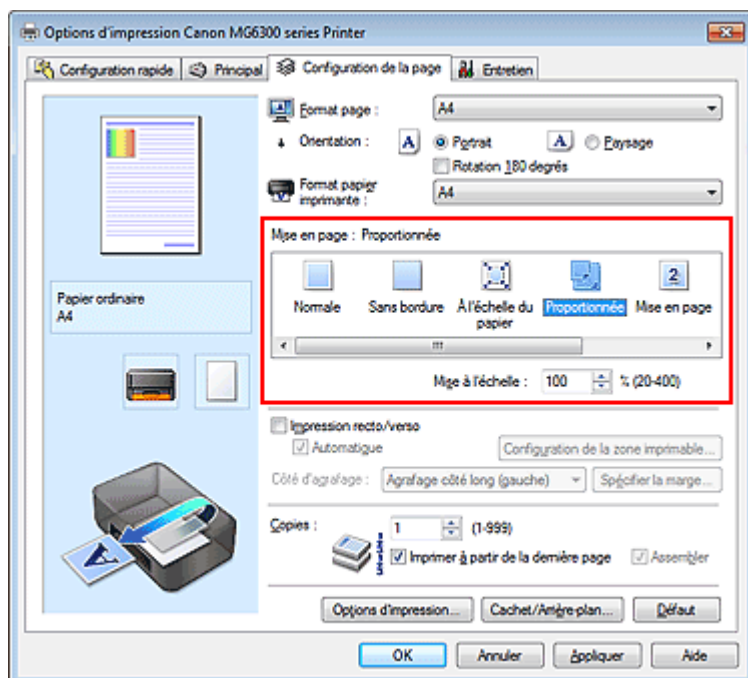 Options d'impression Canon MG6300 series Printer
Configuration rapide Principal Configuration de la page Entretien
Format page : A4
Orientation : A Portrait A Paysage
Rotation 180 degrés
Format papier imprimante : A4
Mise en page : Proportionnée
2
Normale Sans bordure À l'échelle du papier Proportionnée Mise en page
Mise à l'échelle : 100 % (20-400)
Papier ordinaire
A4
Impression recto/verso
Automatique Configuration de la zone imprimable...
Côté d'agrafage : Agrafage côté long (gauche) Spécifier la marge...
Copies : 1 (1-999)
Imprimer à partir de la dernière page Assembler
A
Options d'impression... Cachet/Arrière-plan... Défaut
OK Annuler Appliquer Aide